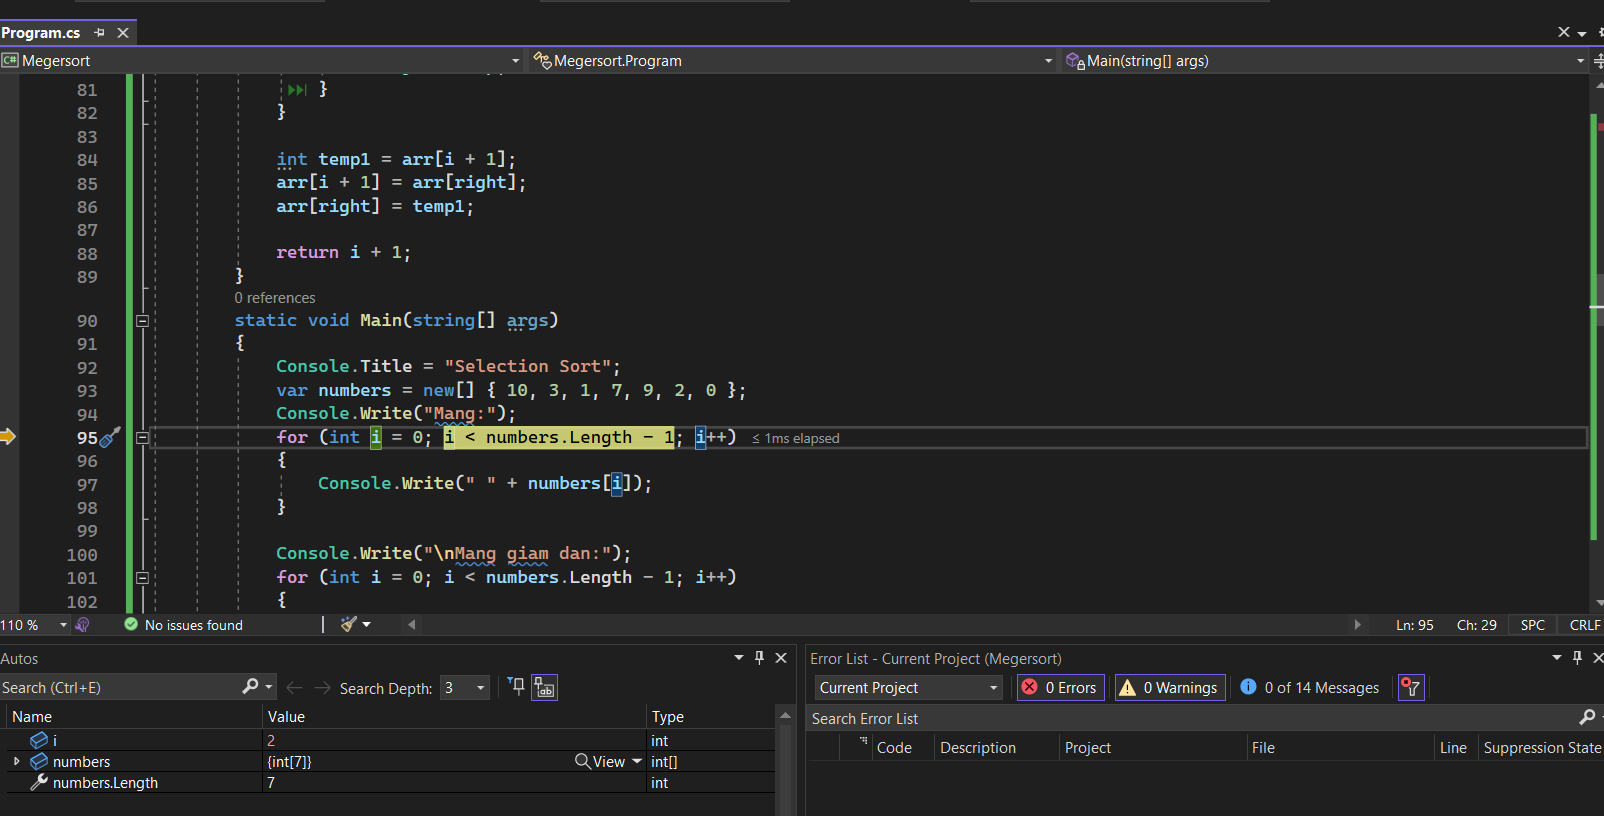 Program.cs
C# Megersort
Megersort.Program
Main(string[] args)
81 }
82 }
83
84 int temp1 = arr[i + 1];
85 arr[i + 1] = arr[right];
86 arr[right] = temp1;
87
88 return i + 1;
89 }
0 references
90 static void Main(string[] args)
91 {
92 Console.Title = "Selection Sort";
93 var numbers = new[] { 10, 3, 1, 7, 9, 2, 0 };
94 Console.Write("Mang:");
95 for (int i = 0; i < numbers.Length - 1; i++) ≤ 1ms elapsed
96 {
97 Console.Write(" " + numbers[i]);
98 }
99
100 Console.Write("\nMang giam dan:");
101 for (int i = 0; i < numbers.Length - 1; i++)
102 {
110 %
No issues found
Ln: 95 Ch: 29 SPC CRLF
Autos
Search (Ctrl+E)
Search Depth: 3
Name Value Type
i 2 int
numbers {int[7]} View int[]
numbers.Length 7 int
Error List - Current Project (Megersort)
Current Project
0 Errors
0 Warnings
0 of 14 Messages
Search Error List
Code Description Project File Line Suppression State